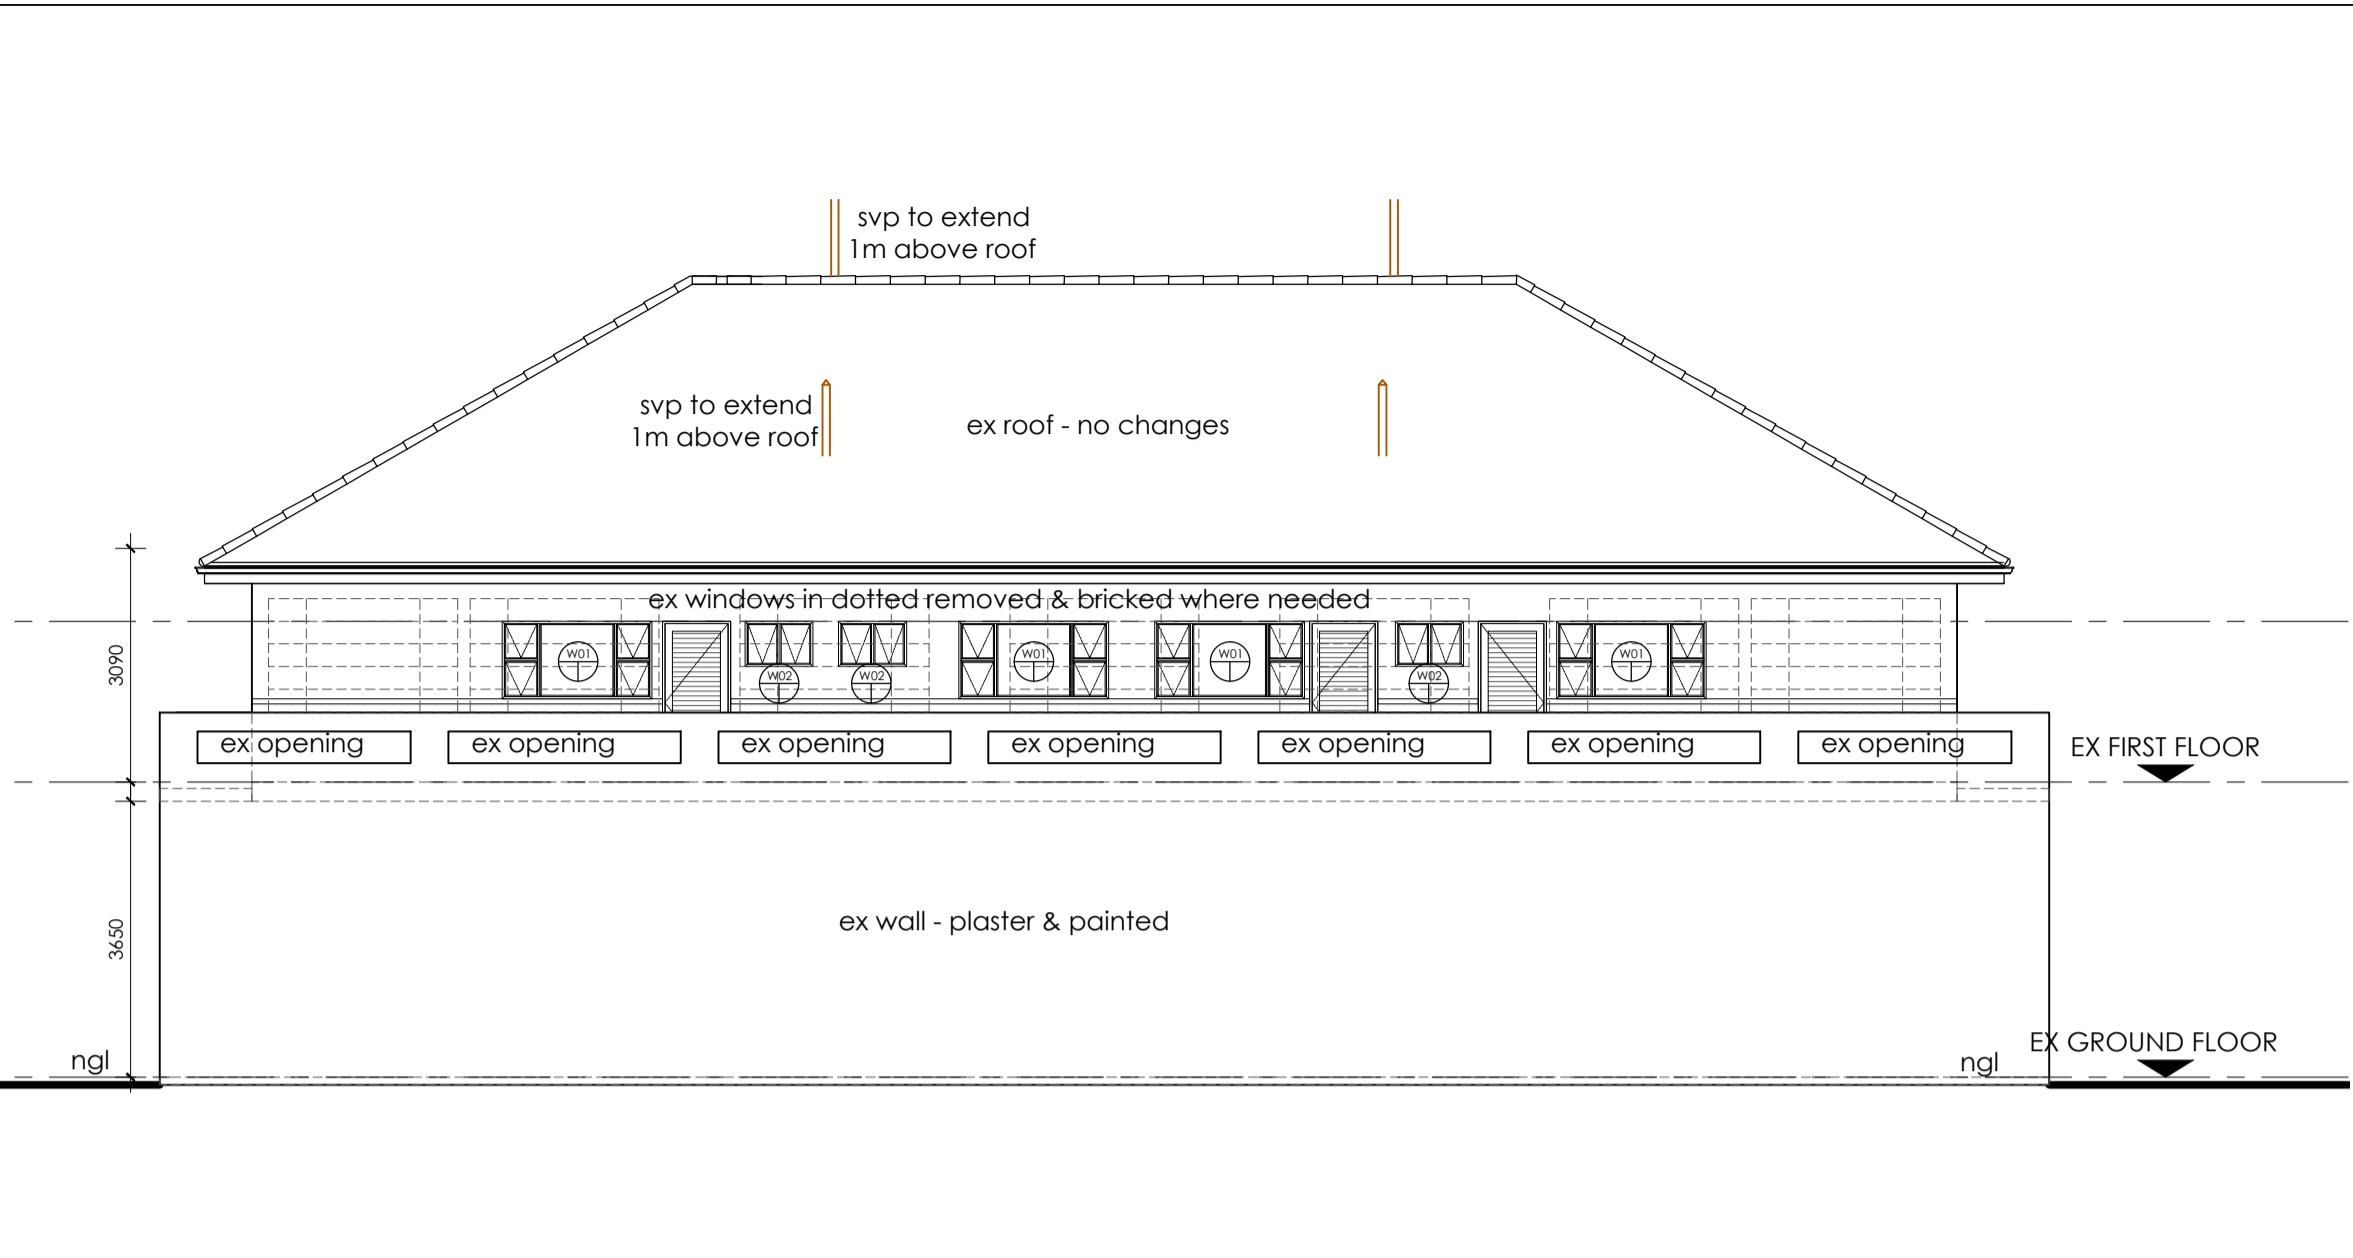 svp to extend
1m above roof
svp to extend
1m above roof
ex roof - no changes
ex windows in dotted removed & bricked where needed
3090
W01
W02
W02
W01
W01
W02
W01
ex opening
ex opening
ex opening
ex opening
ex opening
ex opening
ex opening
EX FIRST FLOOR
3650
ex wall - plaster & painted
ngl
ngl
EX GROUND FLOOR